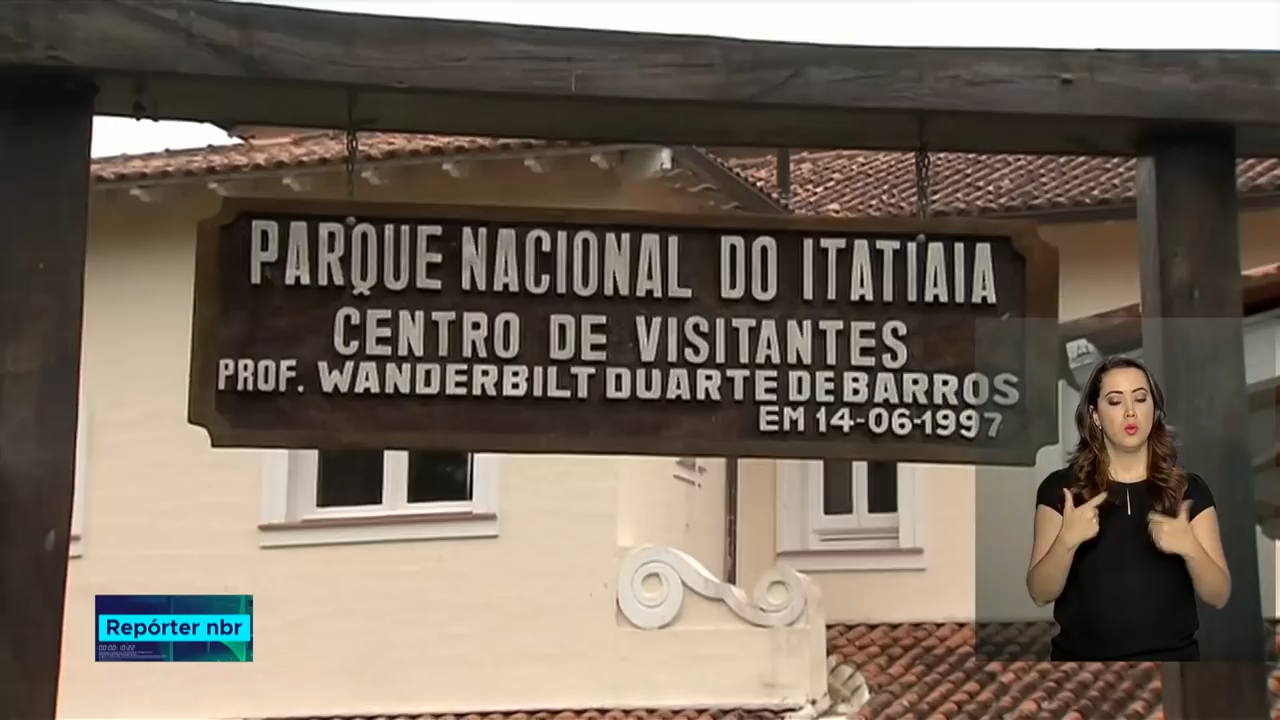 PARQUE NACIONAL DO ITATIAIA
CENTRO DE VISITANTES
PROF. WANDERBILT DUARTE DE BARROS
EM 14-06-1997
Repórter nbr